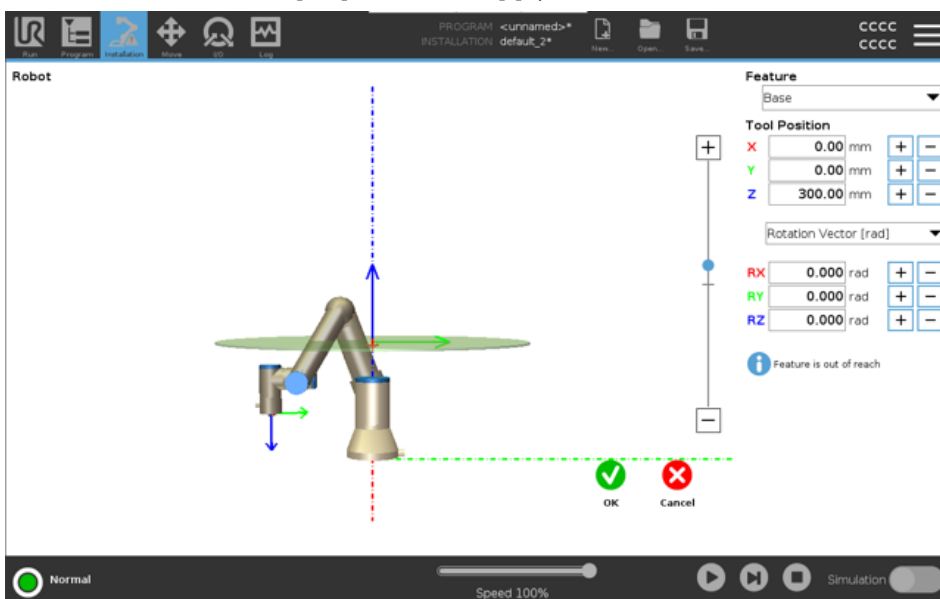 PROGRAM <unnamed>*
INSTALLATION default_2*
Run Program Installation Move I/O Log
New... Open... Save...
CCCC
CCCC
Robot
Feature
Base
Tool Position
X 0.00 mm + −
Y 0.00 mm + −
Z 300.00 mm + −
Rotation Vector [rad]
RX 0.000 rad + −
RY 0.000 rad + −
RZ 0.000 rad + −
i Feature is out of reach
OK Cancel
Normal
Speed 100%
Simulation